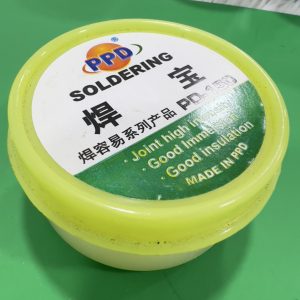 PPD®
SOLDERING
焊 宝
焊容易系列产品 PD-150
· Joint high
· Good
· Good insulation
MADE IN PPD